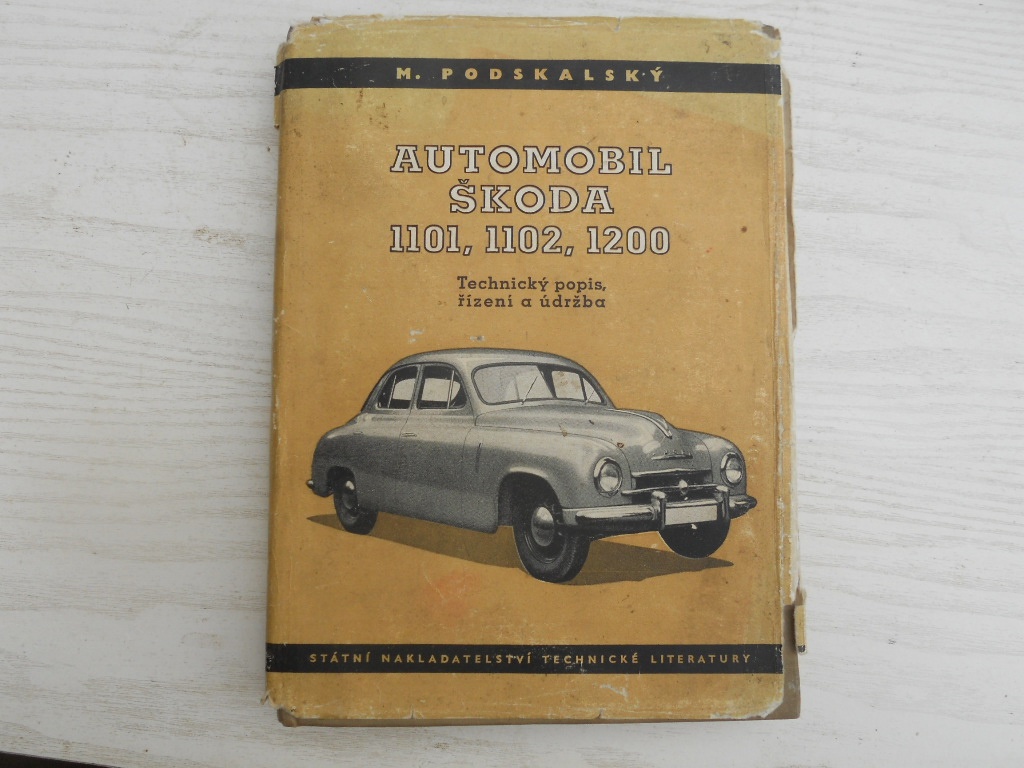 M. PODSKALSKÝ
AUTOMOBIL
ŠKODA
1101, 1102, 1200
Technický popis,
řízení a údržba
STÁTNÍ NAKLADATELSTVÍ TECHNICKÉ LITERATURY